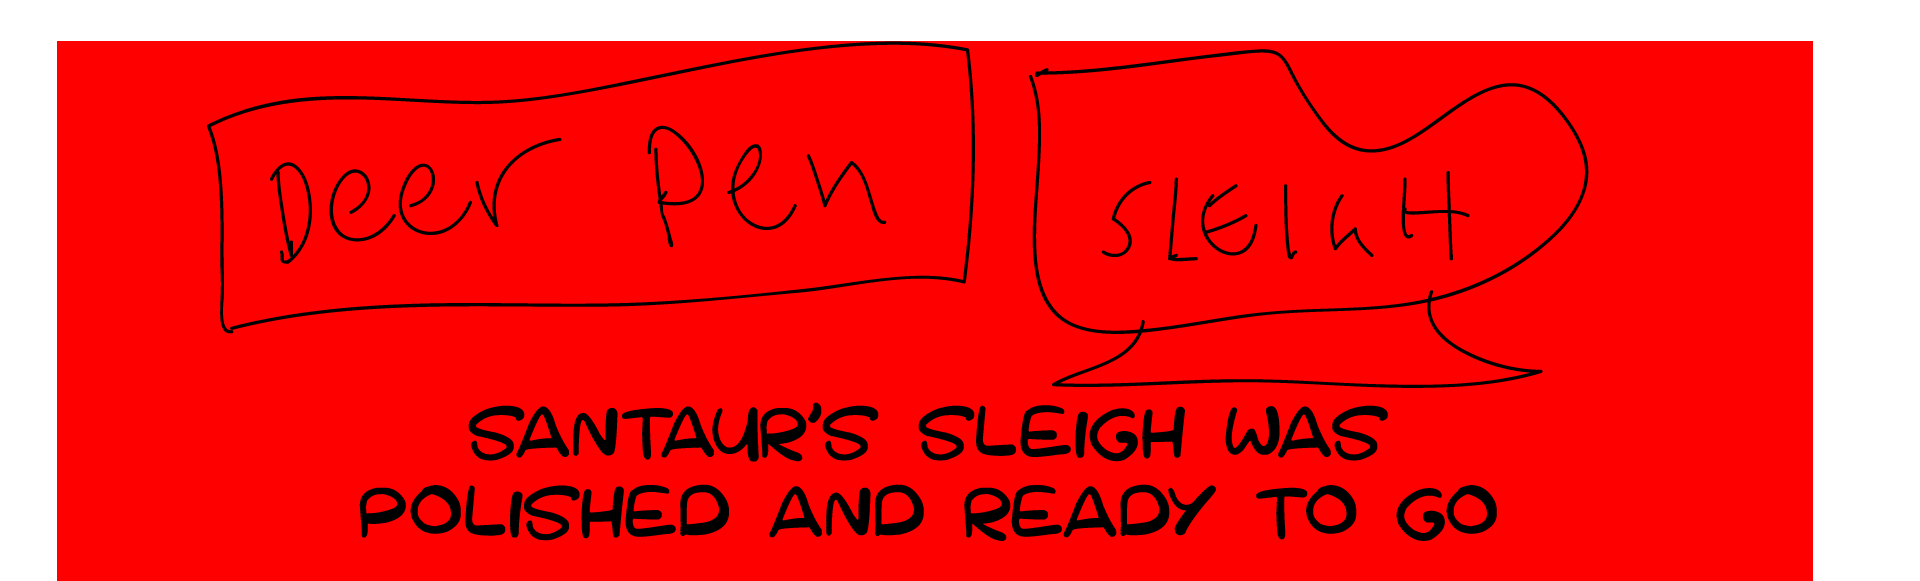 Deer Pen
SLEIGH
SANTAUR'S SLEIGH WAS
POLISHED AND READY TO GO